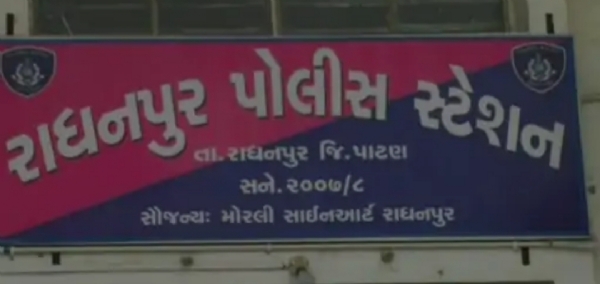 રાધનપુર પોલીસ સ્ટેશન
તા.રાધનપુર જિ.પાટણ
સને.૨૦૦૭/૮
સૌજન્યઃ મોરલી સાઈનઆર્ટ રાધનપુર